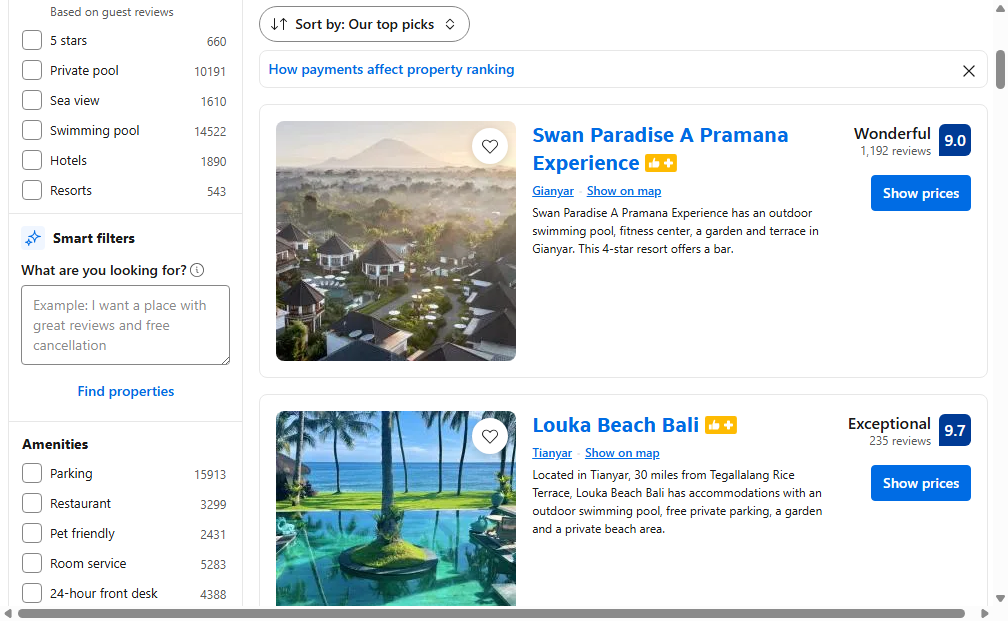 Based on guest reviews
5 stars 660
Private pool 10191
Sea view 1610
Swimming pool 14522
Hotels 1890
Resorts 543
Smart filters
What are you looking for?
Example: I want a place with
great reviews and free
cancellation
Find properties
Amenities
Parking 15913
Restaurant 3299
Pet friendly 2431
Room service 5283
24-hour front desk 4388
Sort by: Our top picks
How payments affect property ranking
Swan Paradise A Pramana
Experience
Gianyar · Show on map
Swan Paradise A Pramana Experience has an outdoor
swimming pool, fitness center, a garden and terrace in
Gianyar. This 4-star resort offers a bar.
Wonderful 9.0
1,192 reviews
Show prices
Louka Beach Bali
Tianyar · Show on map
Located in Tianyar, 30 miles from Tegallalang Rice
Terrace, Louka Beach Bali has accommodations with an
outdoor swimming pool, free private parking, a garden
and a private beach area.
Exceptional 9.7
235 reviews
Show prices